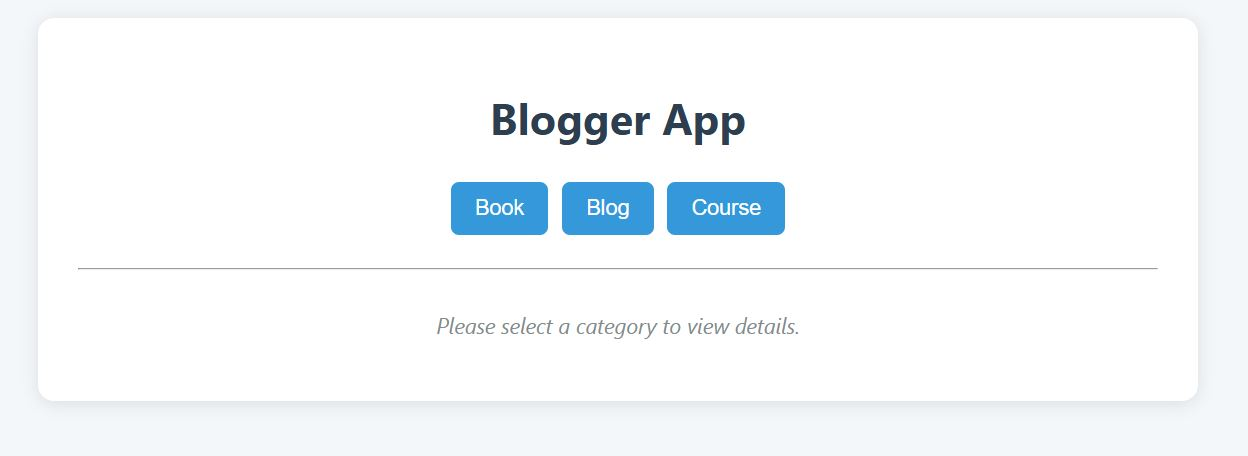 Blogger App
Book Blog Course
Please select a category to view details.